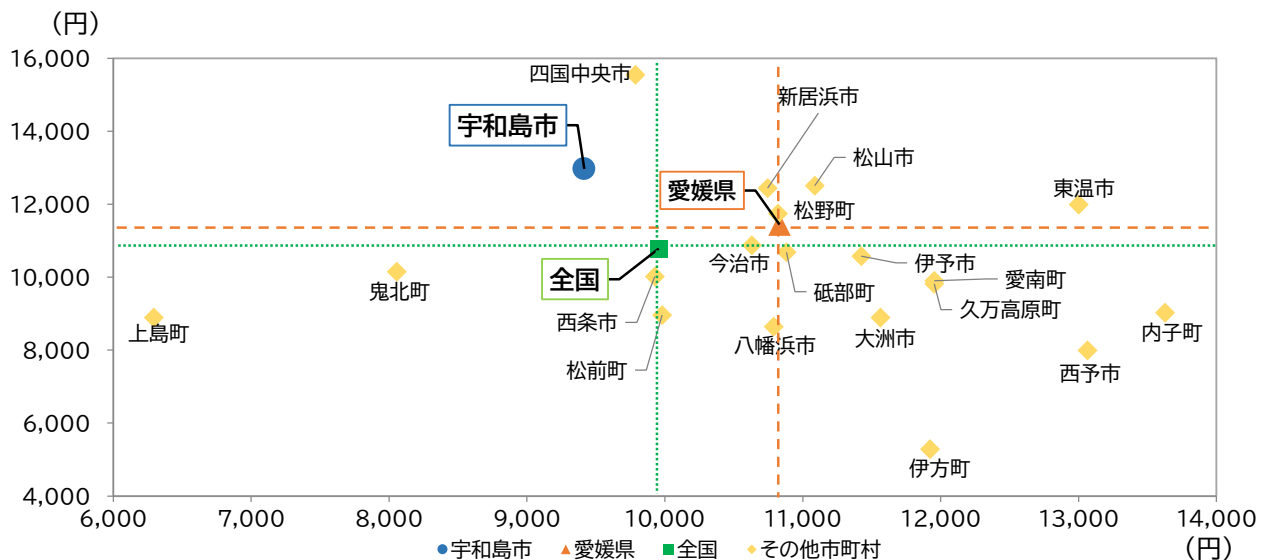 （円）
16,000
14,000
12,000
10,000
8,000
6,000
4,000
四国中央市
新居浜市
宇和島市
松山市
愛媛県
松野町
東温市
今治市
伊予市
全国
砥部町
愛南町
鬼北町
久万高原町
西条市
上島町
八幡浜市
大洲市
内子町
松前町
西予市
伊方町
6,000 7,000 8,000 9,000 10,000 11,000 12,000 13,000 14,000
（円）
宇和島市 愛媛県 全国 その他市町村